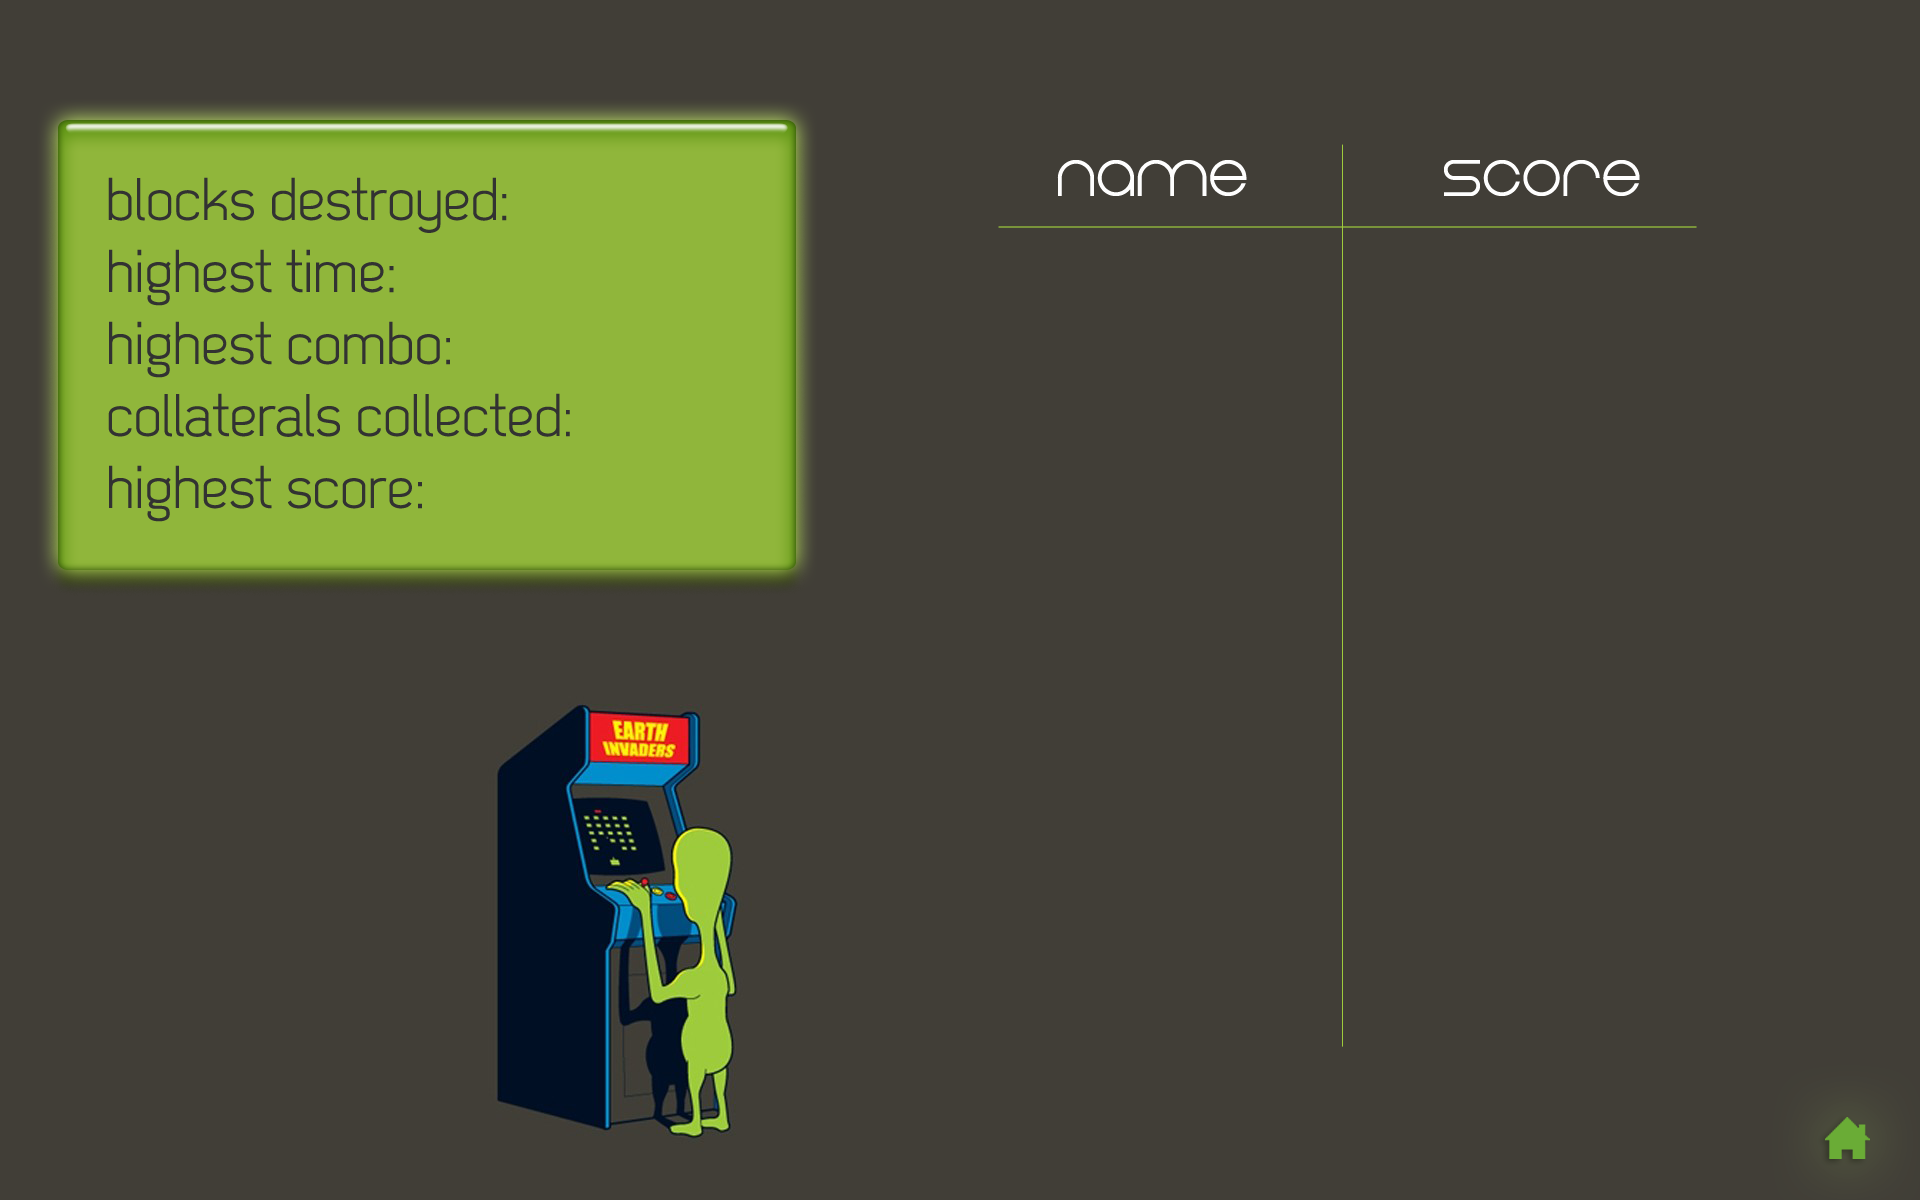 blocks destroyed:
highest time:
highest combo:
collaterals collected:
highest score:
name
score
EARTH
INVADERS